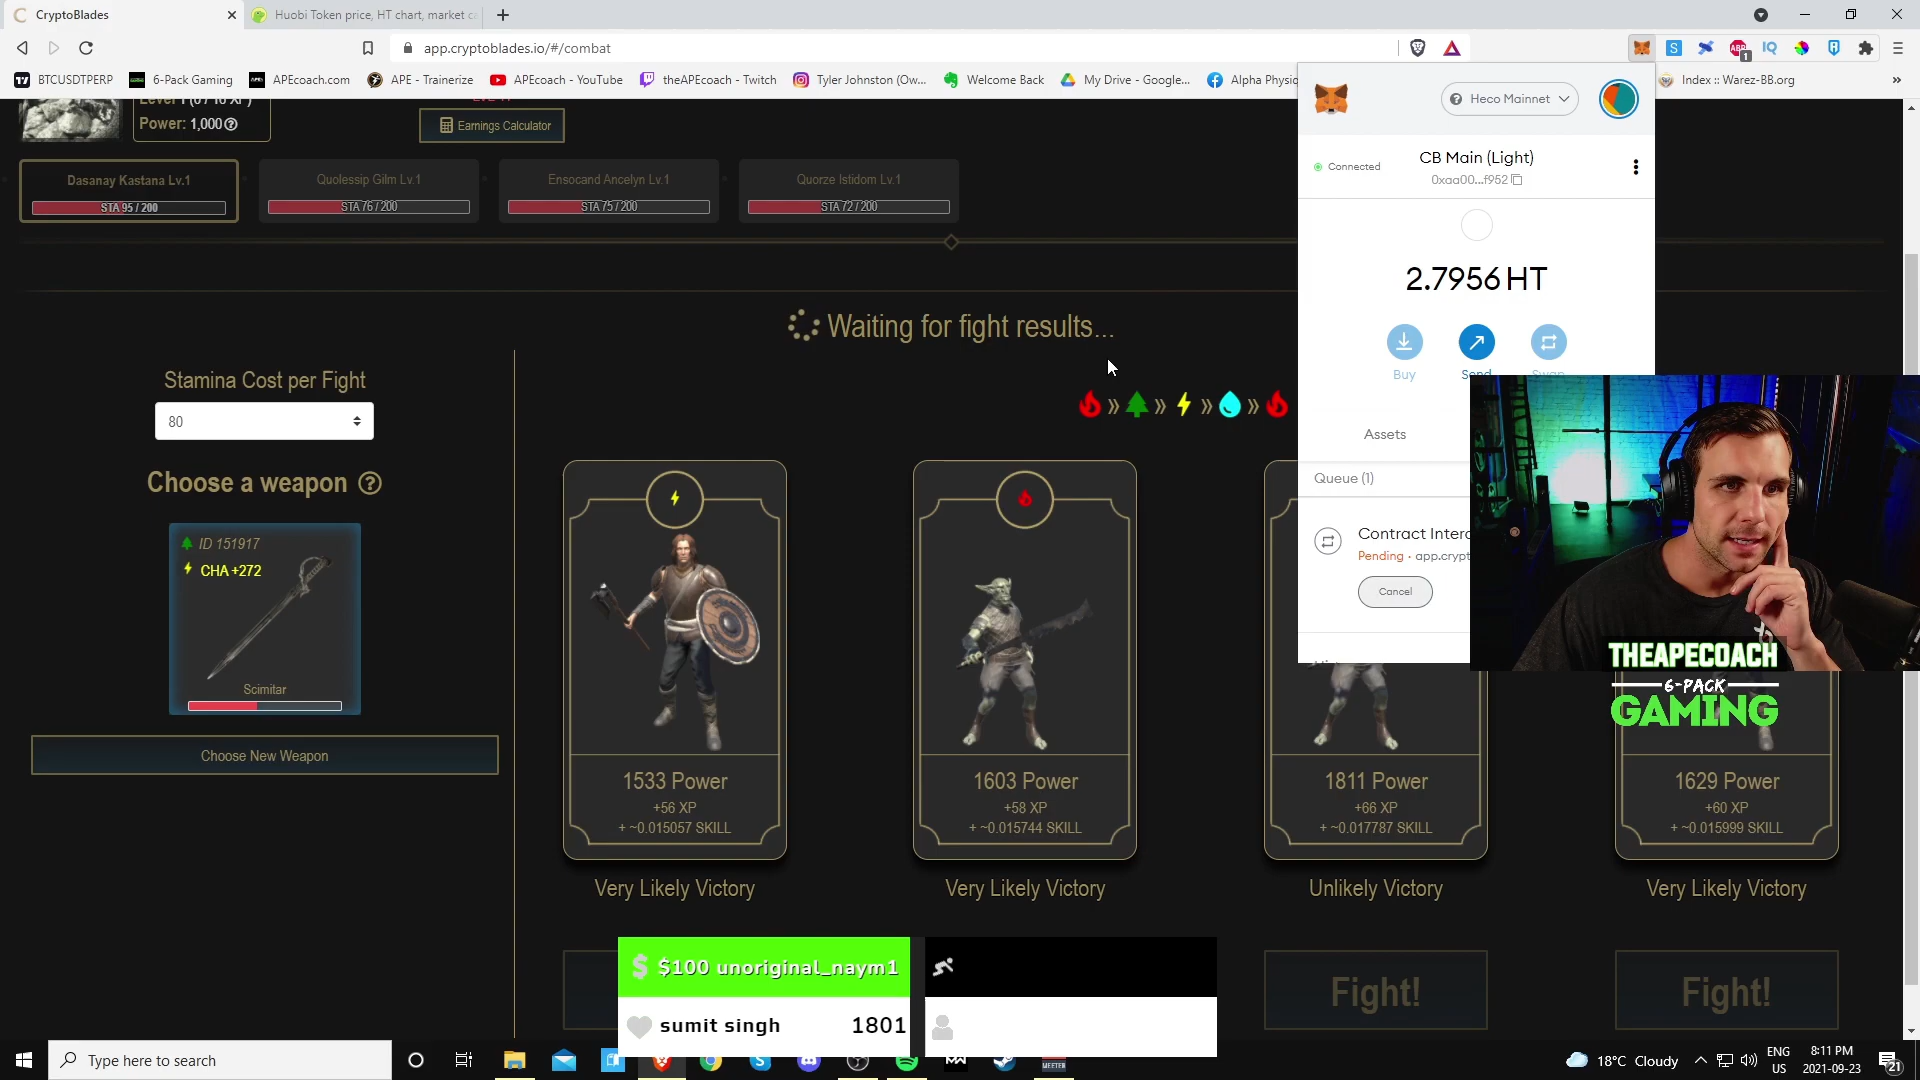 CryptoBlades
Huobi Token price, HT chart, market c
app.cryptoblades.io/#/combat
BTCUSDTPERP
6-Pack Gaming
APEcoach.com
APE - Trainerize
APEcoach - YouTube
theAPEcoach - Twitch
Tyler Johnston (Ow...
Welcome Back
My Drive - Google...
Alpha Physiq
Index :: Warez-BB.org
Power: 1,000
Earnings Calculator
Dasanay Kastana Lv.1
STA 95 / 200
Quolessip Gilm Lv.1
STA 76 / 200
Ensocand Ancelyn Lv.1
STA 75 / 200
Quorze Istidom Lv.1
STA 72 / 200
Waiting for fight results...
Stamina Cost per Fight
80
Choose a weapon
ID 151917
CHA +272
Scimitar
Choose New Weapon
1533 Power
+56 XP
+ ~0.015057 SKILL
Very Likely Victory
1603 Power
+58 XP
+ ~0.015744 SKILL
Very Likely Victory
1811 Power
+66 XP
+ ~0.017787 SKILL
Unlikely Victory
Fight!
1629 Power
+60 XP
+ ~0.015999 SKILL
Very Likely Victory
Fight!
Heco Mainnet
Connected
CB Main (Light)
0xaa00...f952
2.7956 HT
Buy
Send
Swap
Assets
Queue (1)
Contract Interc
Pending · app.crypt
Cancel
THEAPECOACH
6-PACK
GAMING
$100 unoriginal_naym1
sumit singh 1801
Type here to search
18°C Cloudy
ENG
US
8:11 PM
2021-09-23
21